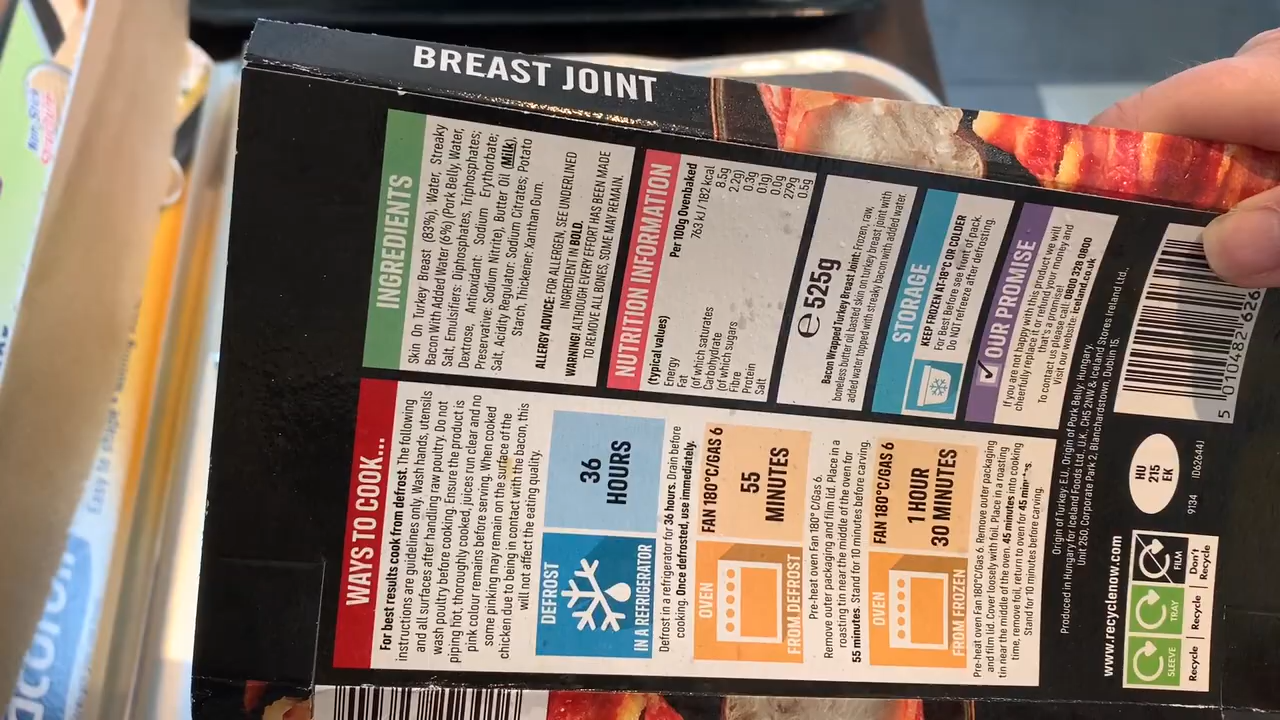 BREAST JOINT
INGREDIENTS
Skin On Turkey Breast (83%), Water, Streaky
Bacon With Added Water (6%) (Pork Belly, Water,
Salt, Emulsifiers: Diphosphates, Triphosphates;
Dextrose, Antioxidant: Sodium Erythorbate;
Preservative: Sodium Nitrite), Butter Oil (Milk),
Salt, Acidity Regulator: Sodium Citrates; Potato
Starch, Thickener: Xanthan Gum.
ALLERGY ADVICE: FOR ALLERGEN, SEE UNDERLINED
INGREDIENT IN BOLD.
WARNING: ALTHOUGH EVERY EFFORT HAS BEEN MADE
TO REMOVE ALL BONES, SOME MAY REMAIN.
NUTRITION INFORMATION
(typical values) Per 100g Ovenbaked
Energy 763kJ / 182kcal
Fat 8.5g
(of which saturates 2.2g)
Carbohydrate 0.3g
(of which sugars 0.1g)
Fibre 0.0g
Protein 22.9g
Salt 0.5g
e 525g
Bacon Wrapped Turkey Breast Joint: Frozen, raw,
boneless butter oil basted skin on turkey breast joint with
added water topped with streaky bacon with added water.
STORAGE
KEEP FROZEN AT -18°C OR COLDER
For Best Before see front of pack.
Do NOT refreeze after defrosting.
OUR PROMISE
If you are not happy with this product we will
cheerfully replace it or refund your money and
that's a promise!
To contact us please call: 0800 328 0800
Visit our website: iceland.co.uk
WAYS TO COOK...
For best results cook from defrost. The following
instructions are guidelines only. Wash hands, utensils
and all surfaces after handling raw poultry. Do not
wash poultry before cooking. Ensure the product is
piping hot, thoroughly cooked, juices run clear and no
pink colour remains before serving. When cooked
some pinking may remain on the surface of the
chicken due to being in contact with the bacon, this
will not affect the eating quality.
DEFROST
IN A REFRIGERATOR
36
HOURS
Defrost in a refrigerator for 36 hours. Drain before
cooking. Once defrosted, use immediately.
OVEN
FROM DEFROST
FAN 180°C/GAS 6
55
MINUTES
Pre-heat oven Fan 180° C/Gas 6.
Remove outer packaging and film lid. Place in a
roasting tin near the middle of the oven for
55 minutes. Stand for 10 minutes before carving.
OVEN
FROM FROZEN
FAN 180°C/GAS 6
1 HOUR
30 MINUTES
Pre-heat oven Fan 180°C/Gas 6. Remove outer packaging
and film lid. Cover loosely with foil. Place in a roasting
tin near the middle of the oven. 45 minutes into cooking
time, remove foil, return to oven for 45
Stand for 10 minutes before carving.
Origin of Turkey: E.U., Origin of Pork Belly: Hungary.
Produced in Hungary for Iceland Foods Ltd., U.K., CH5 2NW & Iceland Stores Ireland Ltd.,
Unit 260, Corporate Park 2, Blanchardstown, Dublin 15.
www.recyclenow.com
SLEEVE
Recycle
TRAY
Recycle
FILM
Don't
Recycle
HU
215
EK
9134 ID6264J
5 010482 626